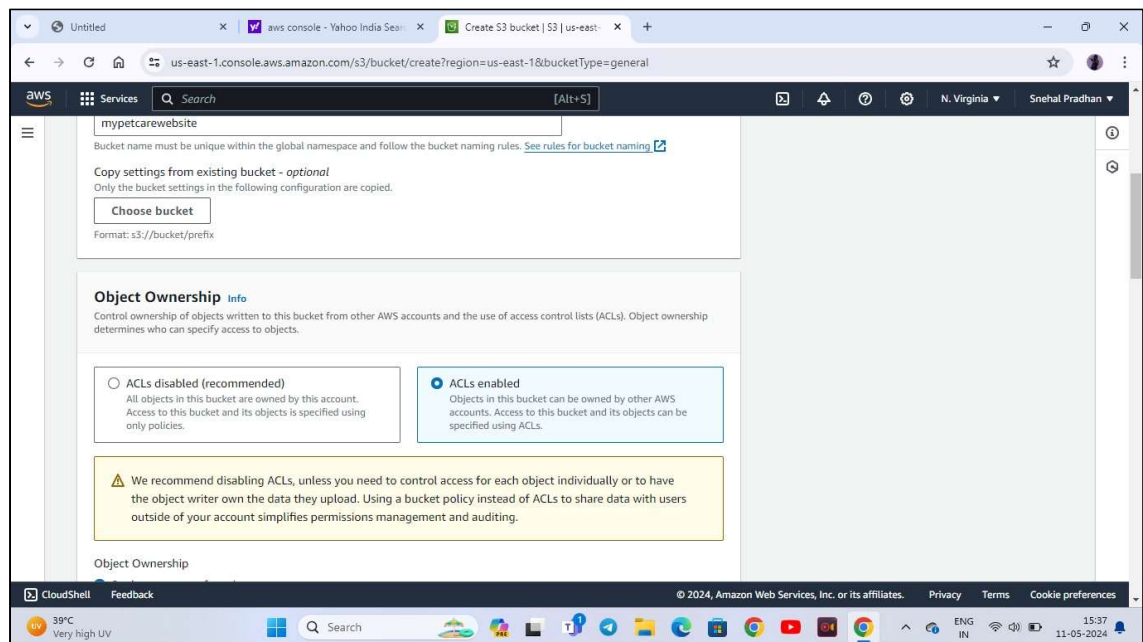 Untitled
aws console - Yahoo India Sear
Create S3 bucket | S3 | us-east-
us-east-1.console.aws.amazon.com/s3/bucket/create?region=us-east-1&bucketType=general
aws
Services
Search
[Alt+S]
N. Virginia
Snehal Pradhan
mypetcarewebsite
Bucket name must be unique within the global namespace and follow the bucket naming rules. See rules for bucket naming
Copy settings from existing bucket - optional
Only the bucket settings in the following configuration are copied.
Choose bucket
Format: s3://bucket/prefix
Object Ownership Info
Control ownership of objects written to this bucket from other AWS accounts and the use of access control lists (ACLs). Object ownership
determines who can specify access to objects.
ACLs disabled (recommended)
All objects in this bucket are owned by this account.
Access to this bucket and its objects is specified using
only policies.
ACLs enabled
Objects in this bucket can be owned by other AWS
accounts. Access to this bucket and its objects can be
specified using ACLs.
We recommend disabling ACLs, unless you need to control access for each object individually or to have
the object writer own the data they upload. Using a bucket policy instead of ACLs to share data with users
outside of your account simplifies permissions management and auditing.
Object Ownership
CloudShell
Feedback
© 2024, Amazon Web Services, Inc. or its affiliates.
Privacy
Terms
Cookie preferences
39°C
Very high UV
Search
ENG
IN
15:37
11-05-2024